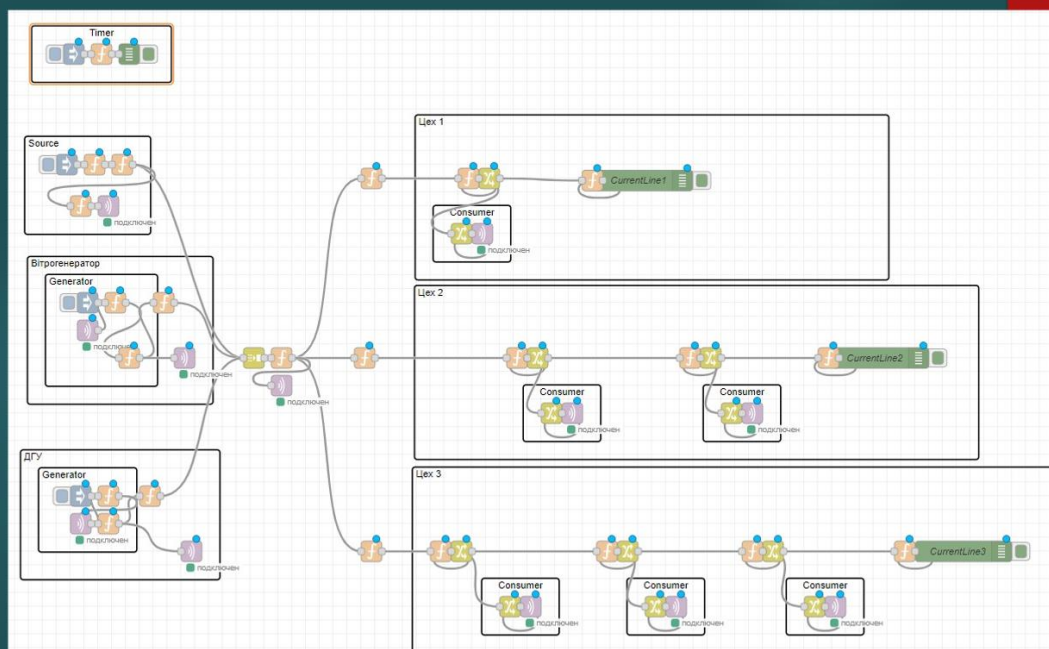 Timer
Source
подключен
Вітрогенератор
Generator
подключен
подключен
подключен
ДГУ
Generator
подключен
подключен
Цех 1
CurrentLine1
Consumer
подключен
Цех 2
CurrentLine2
Consumer
подключен
Consumer
подключен
Цех 3
CurrentLine3
Consumer
подключен
Consumer
подключен
Consumer
подключен